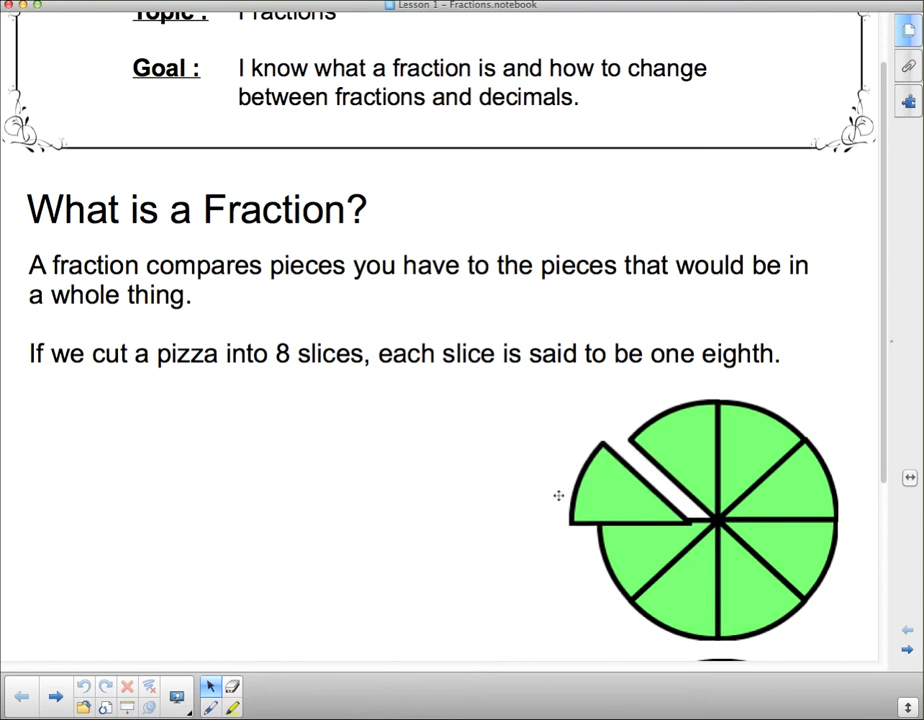 Lesson 1 – Fractions.notebook
Topic : Fractions
Goal : I know what a fraction is and how to change
between fractions and decimals.
What is a Fraction?
A fraction compares pieces you have to the pieces that would be in
a whole thing.
If we cut a pizza into 8 slices, each slice is said to be one eighth.